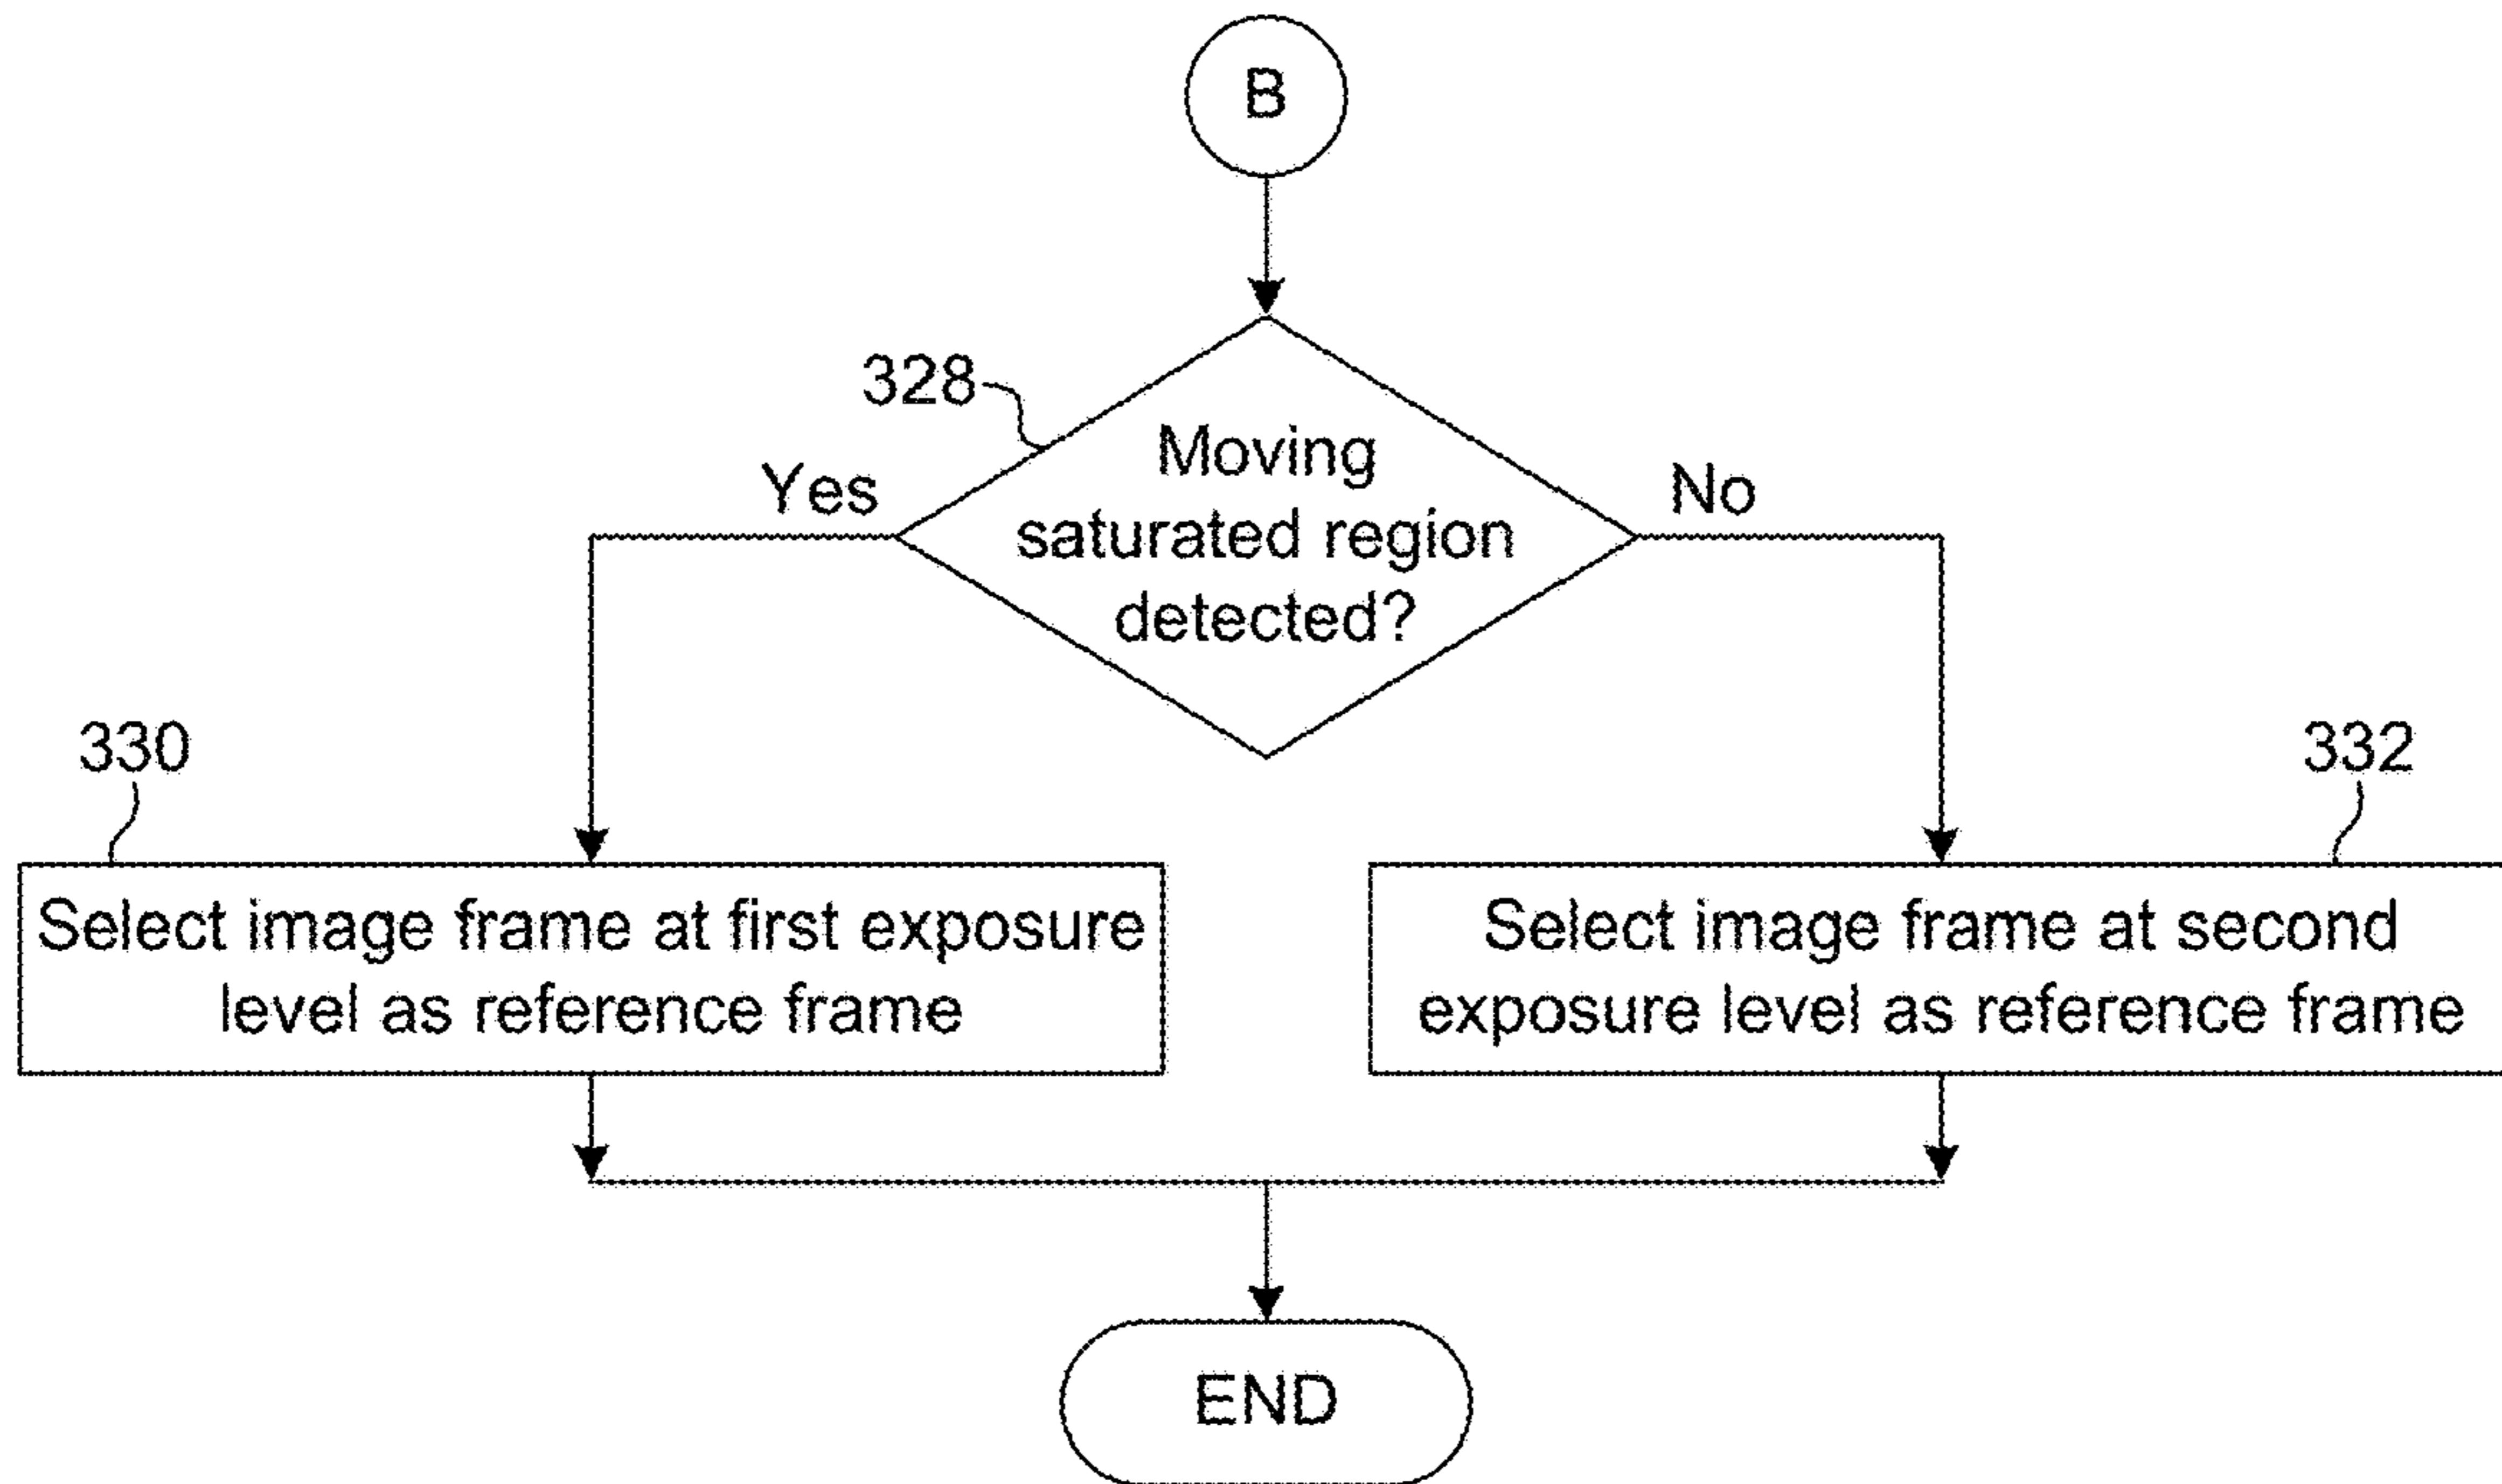 B
328
Moving
saturated region
detected?
Yes
No
330
332
Select image frame at first exposure
level as reference frame
Select image frame at second
exposure level as reference frame
END